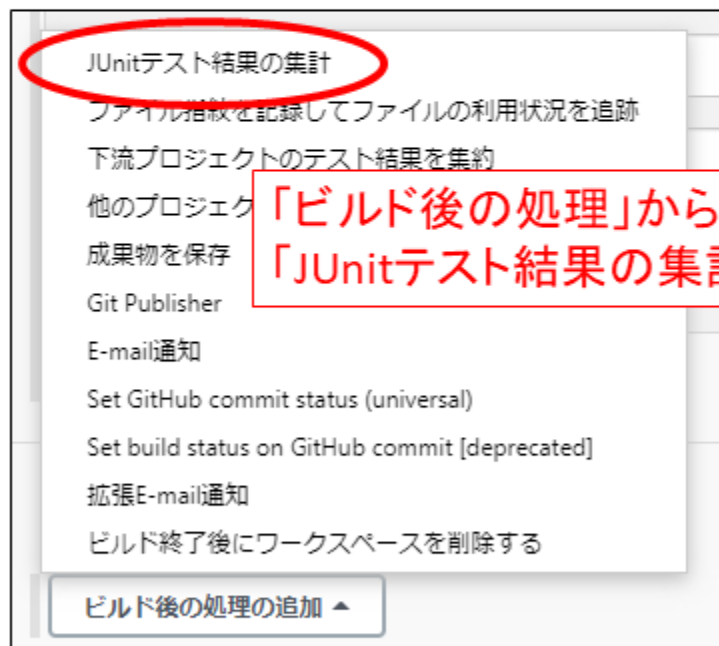 JUnitテスト結果の集計
ファイル指紋を記録してファイルの利用状況を追跡
下流プロジェクトのテスト結果を集約
他のプロジェク
「ビルド後の処理」から
成果物を保存
「JUnitテスト結果の集
Git Publisher
E-mail通知
Set GitHub commit status (universal)
Set build status on GitHub commit [deprecated]
拡張E-mail通知
ビルド終了後にワークスペースを削除する
ビルド後の処理の追加